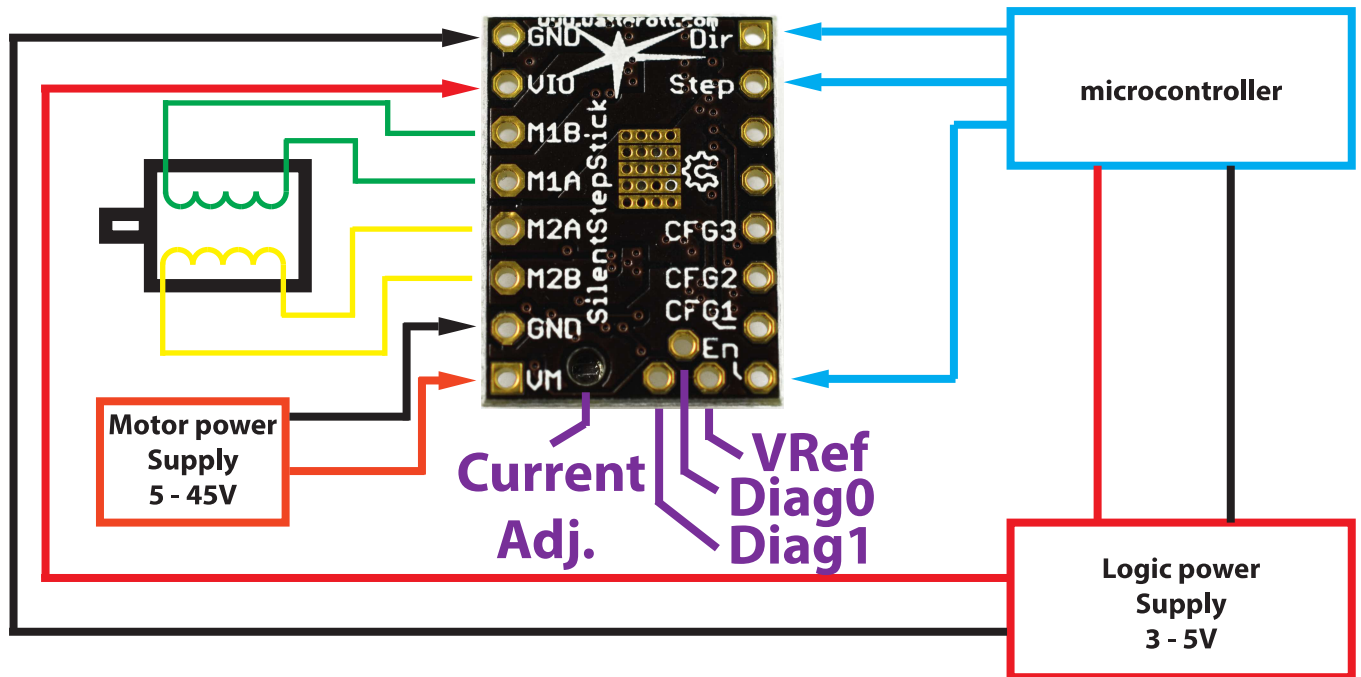 GND
Dir
VIO
Step
M1B
M1A
M2A
CFG3
M2B
CFG2
CFG1
GND
En
VM
SilentStepStick
microcontroller
Motor power
Supply
5 - 45V
Current
Adj.
VRef
Diag0
Diag1
Logic power
Supply
3 - 5V